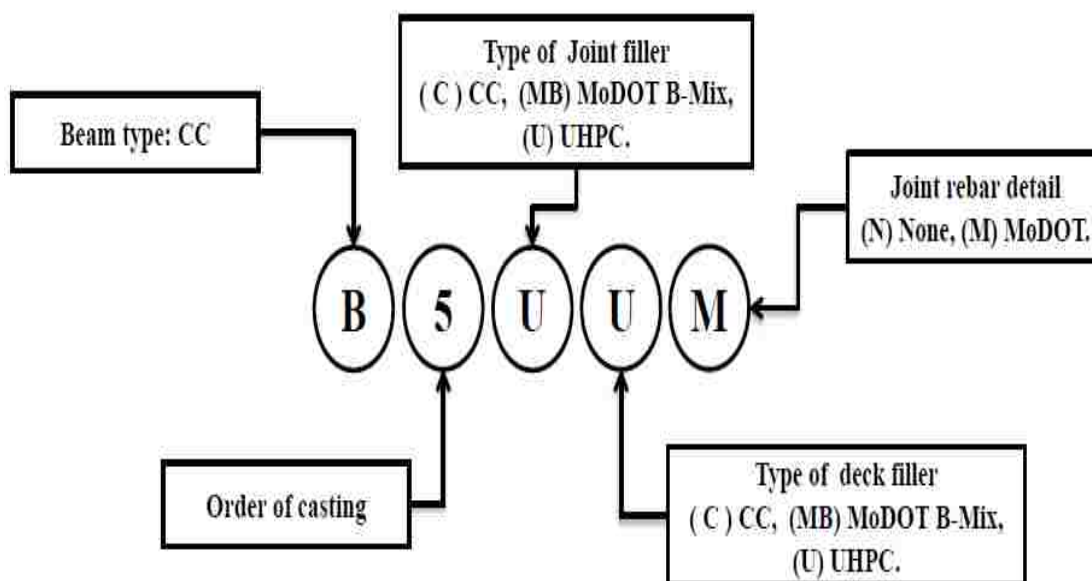 Type of Joint filler
( C ) CC, (MB) MoDOT B-Mix,
(U) UHPC.
Beam type: CC
Joint rebar detail
(N) None, (M) MoDOT.
B 5 U U M
Order of casting
Type of deck filler
( C ) CC, (MB) MoDOT B-Mix,
(U) UHPC.